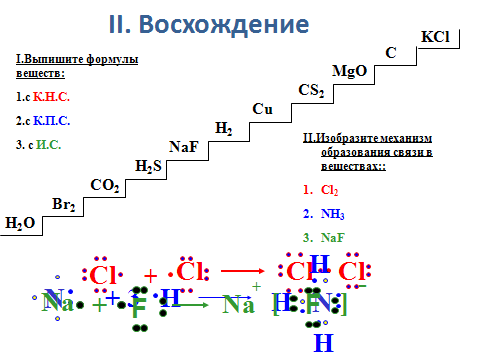 II. Восхождение
I.Выпишите формулы
веществ:
1.с К.Н.С.
2.с К.П.С.
3. с И.С.
H₂O
Br₂
CO₂
H₂S
NaF
H₂
Cu
CS₂
MgO
C
KCl
II.Изобразите механизм
образования связи в
веществах::
1. Cl₂
2. NH₃
3. NaF
Cl + Cl Cl Cl
N + 3 H H N H H
Na + F Na⁺ [ F ]⁻